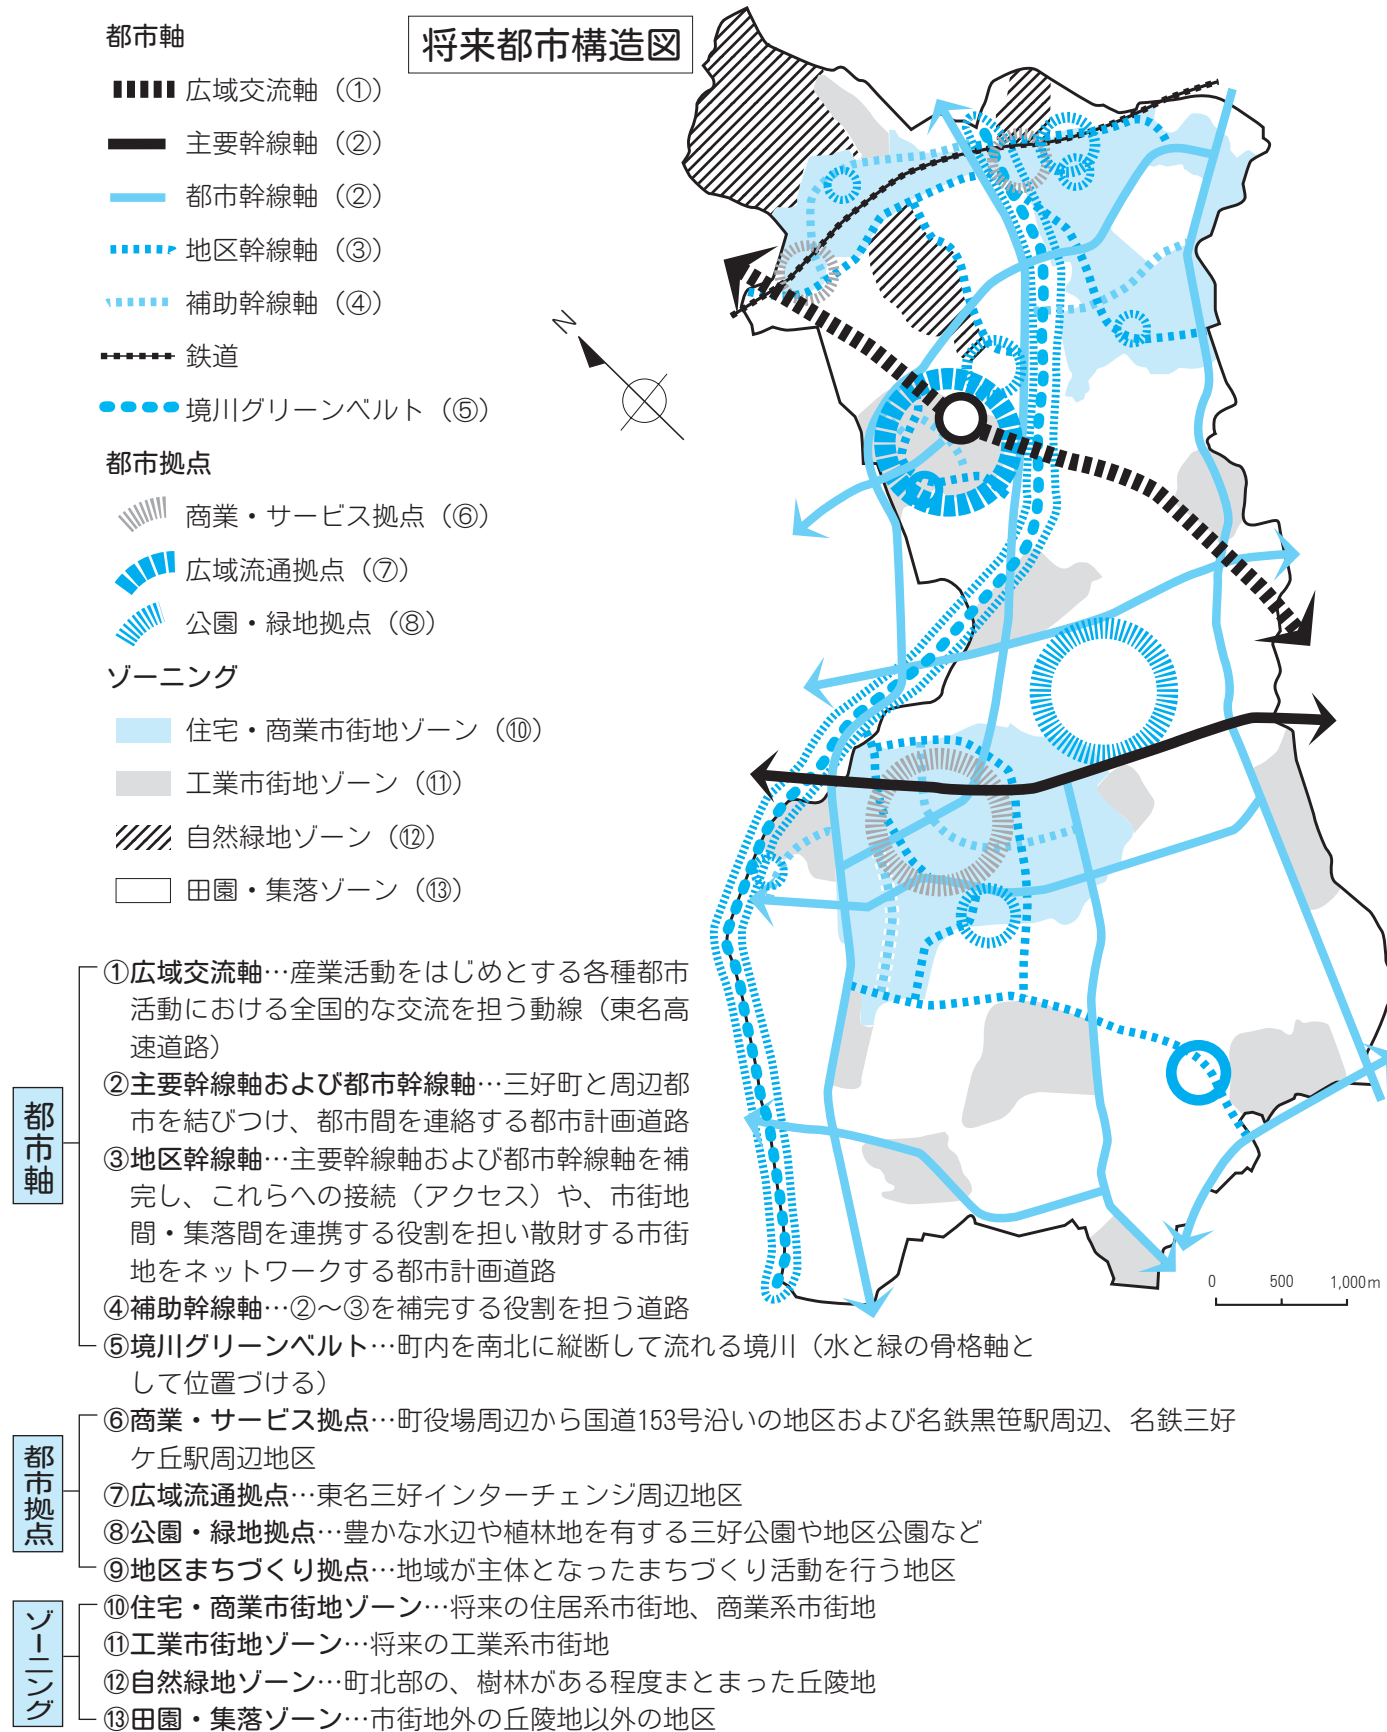 将来都市構造図
都市軸
広域交流軸（①）
主要幹線軸（②）
都市幹線軸（②）
地区幹線軸（③）
補助幹線軸（④）
鉄道
境川グリーンベルト（⑤）
都市拠点
商業・サービス拠点（⑥）
広域流通拠点（⑦）
公園・緑地拠点（⑧）
ゾーニング
住宅・商業市街地ゾーン（⑩）
工業市街地ゾーン（⑪）
自然緑地ゾーン（⑫）
田園・集落ゾーン（⑬）
N
0 500 1,000m
都市軸
①広域交流軸…産業活動をはじめとする各種都市
活動における全国的な交流を担う動線（東名高
速道路）
②主要幹線軸および都市幹線軸…三好町と周辺都
市を結びつけ、都市間を連絡する都市計画道路
③地区幹線軸…主要幹線軸および都市幹線軸を補
完し、これらへの接続（アクセス）や、市街地
間・集落間を連携する役割を担い散財する市街
地をネットワークする都市計画道路
④補助幹線軸…②～③を補完する役割を担う道路
⑤境川グリーンベルト…町内を南北に縦断して流れる境川（水と緑の骨格軸と
して位置づける）
都市拠点
⑥商業・サービス拠点…町役場周辺から国道153号沿いの地区および名鉄黒笹駅周辺、名鉄三好
ケ丘駅周辺地区
⑦広域流通拠点…東名三好インターチェンジ周辺地区
⑧公園・緑地拠点…豊かな水辺や植林地を有する三好公園や地区公園など
⑨地区まちづくり拠点…地域が主体となったまちづくり活動を行う地区
ゾーニング
⑩住宅・商業市街地ゾーン…将来の住居系市街地、商業系市街地
⑪工業市街地ゾーン…将来の工業系市街地
⑫自然緑地ゾーン…町北部の、樹林がある程度まとまった丘陵地
⑬田園・集落ゾーン…市街地外の丘陵地以外の地区